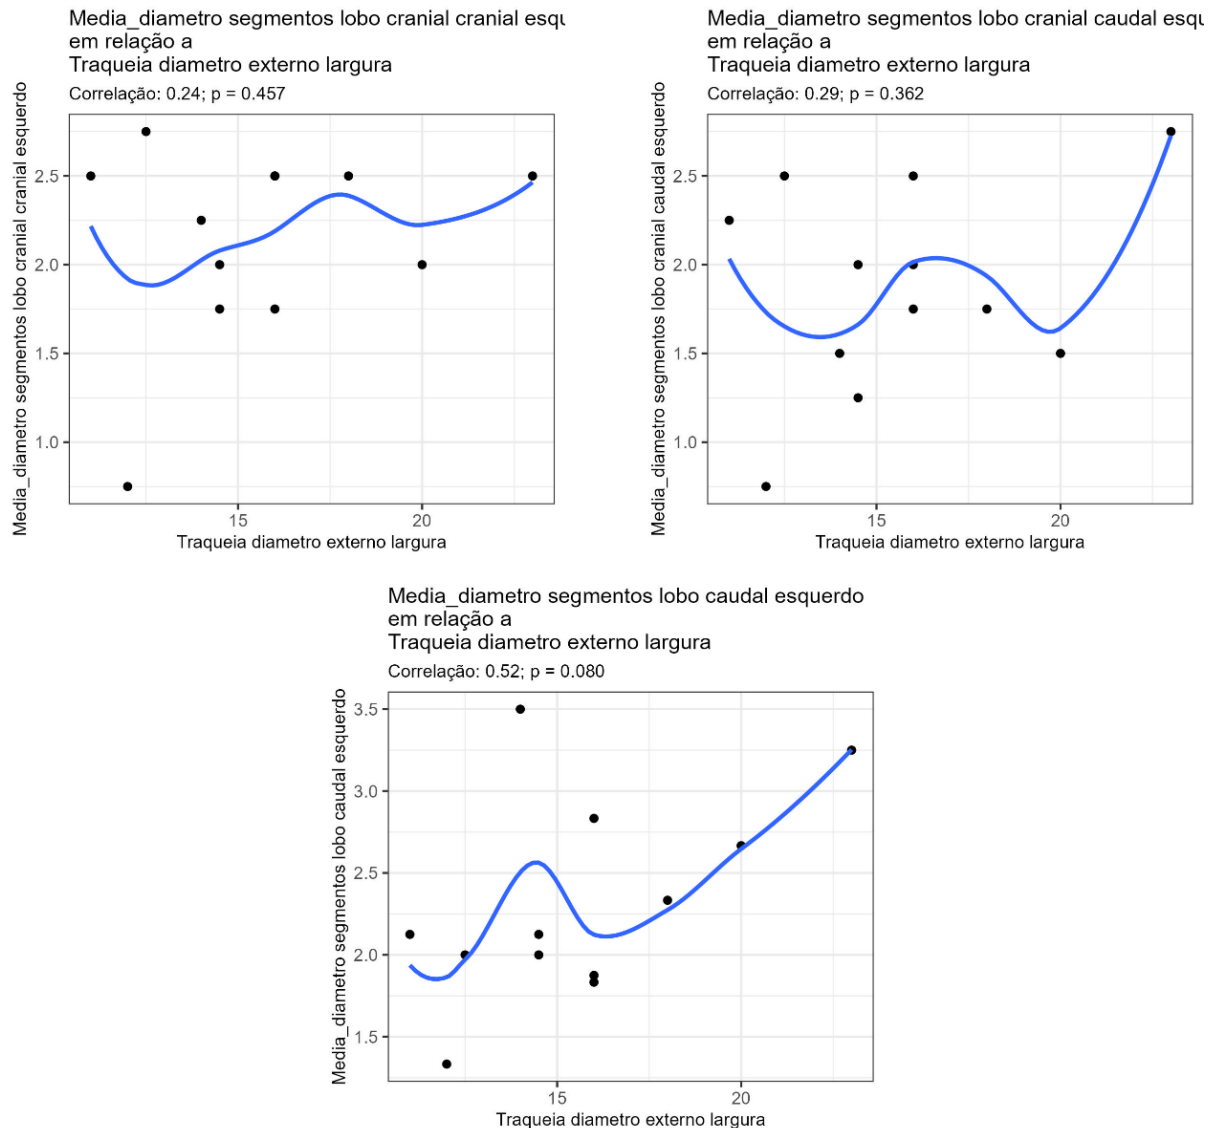 Media_diametro segmentos lobo cranial cranial esqu
em relação a
Traqueia diametro externo largura
Correlação: 0.24; p = 0.457
Media_diametro segmentos lobo cranial cranial esquerdo
2.5
2.0
1.5
1.0
15 20
Traqueia diametro externo largura
Media_diametro segmentos lobo cranial caudal esqu
em relação a
Traqueia diametro externo largura
Correlação: 0.29; p = 0.362
Media_diametro segmentos lobo cranial caudal esquerdo
2.5
2.0
1.5
1.0
15 20
Traqueia diametro externo largura
Media_diametro segmentos lobo caudal esquerdo
em relação a
Traqueia diametro externo largura
Correlação: 0.52; p = 0.080
Media_diametro segmentos lobo caudal esquerdo
3.5
3.0
2.5
2.0
1.5
15 20
Traqueia diametro externo largura